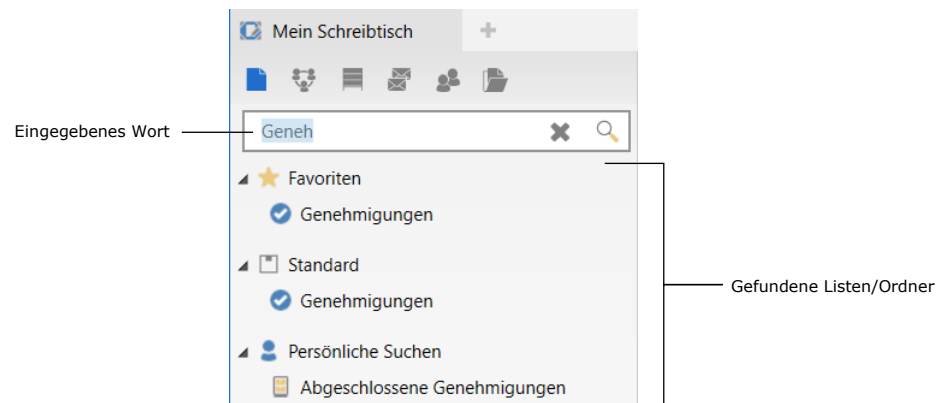 Mein Schreibtisch
Eingegebenes Wort
Geneh
Favoriten
Genehmigungen
Standard
Genehmigungen
Gefundene Listen/Ordner
Persönliche Suchen
Abgeschlossene Genehmigungen